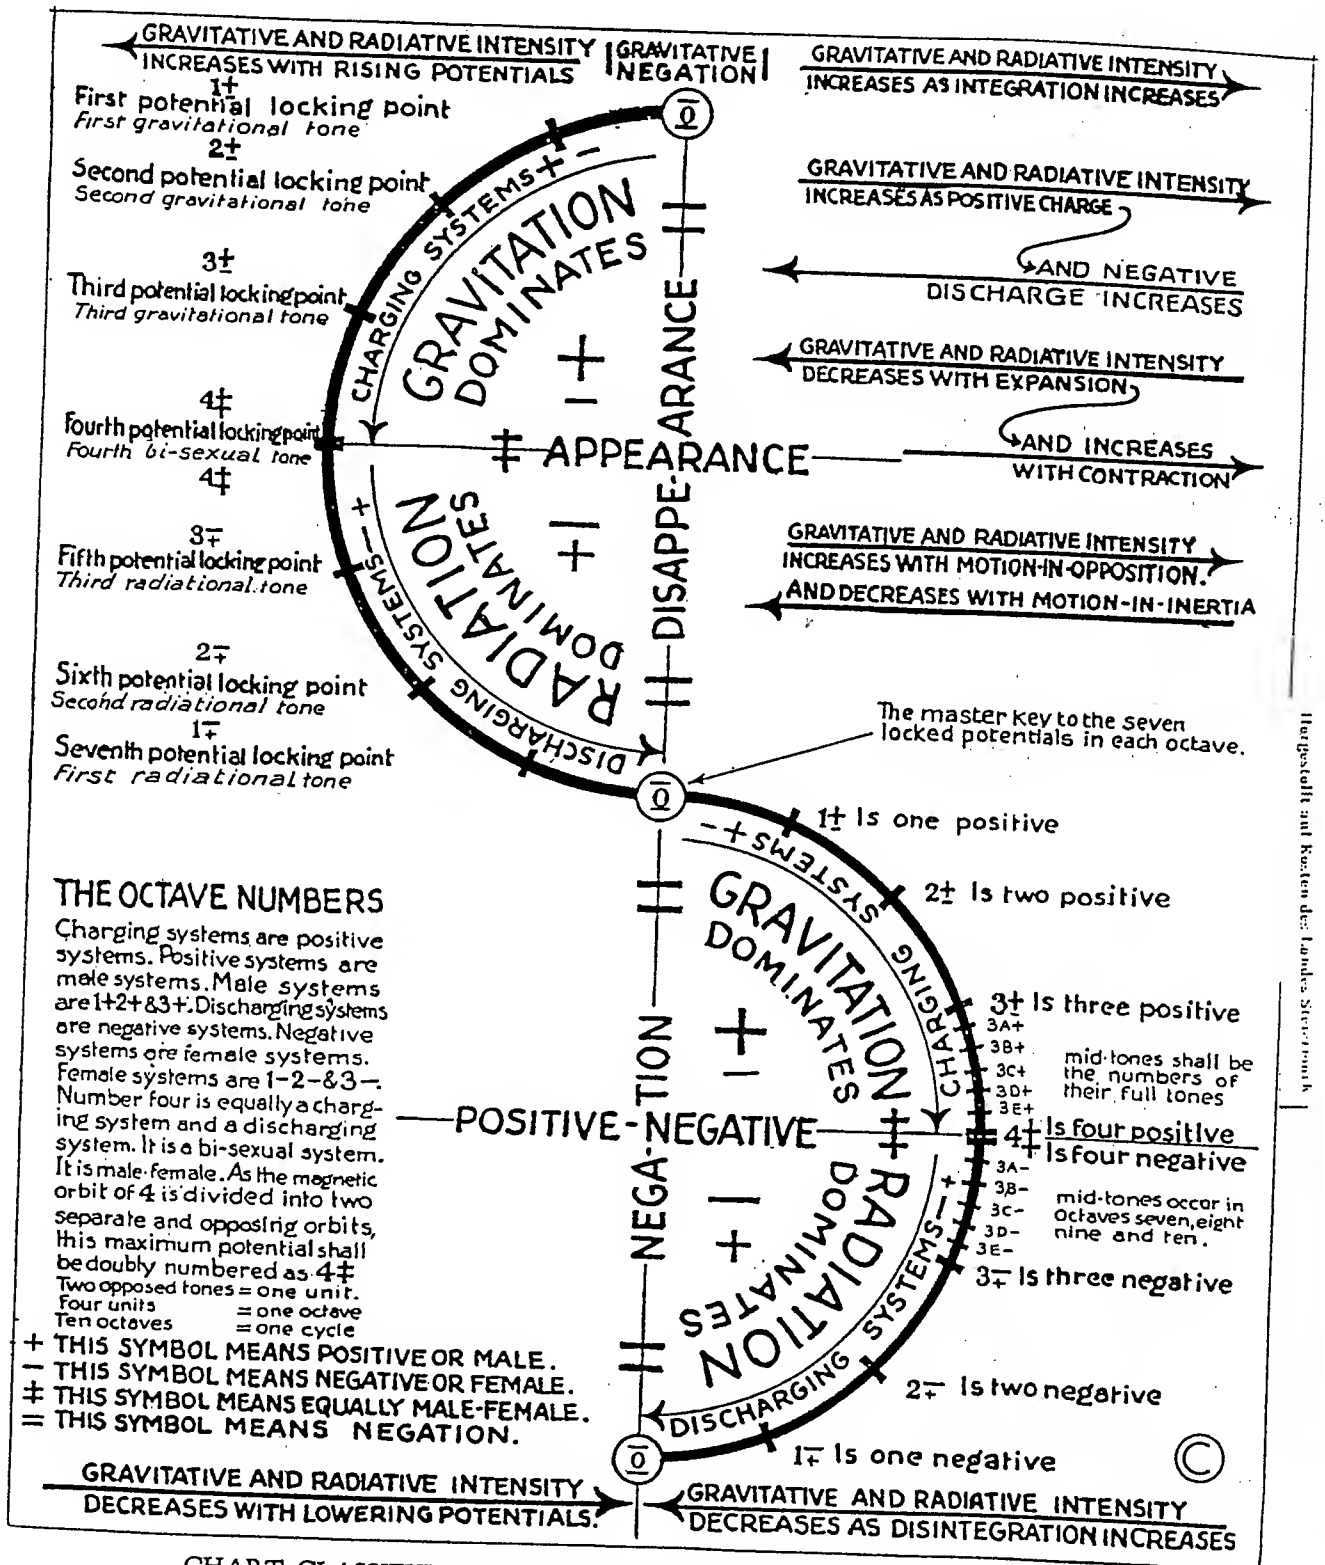 GRAVITATIVE AND RADIATIVE INTENSITY
INCREASES WITH RISING POTENTIALS
GRAVITATIVE
NEGATION
GRAVITATIVE AND RADIATIVE INTENSITY
INCREASES AS INTEGRATION INCREASES
1±
First potential locking point
First gravitational tone
2±
Second potential locking point
Second gravitational tone
3±
Third potential locking point
Third gravitational tone
4‡
Fourth potential locking point
Fourth bi-sexual tone
4‡
3∓
Fifth potential locking point
Third radiational tone
2∓
Sixth potential locking point
Second radiational tone
1∓
Seventh potential locking point
First radiational tone
0
CHARGING SYSTEMS + −
GRAVITATION
DOMINATES
+
−
‡ APPEARANCE
DISAPPE-ARANCE
−
+
RADIATION
DOMINATES
DISCHARGING SYSTEMS − +
GRAVITATIVE AND RADIATIVE INTENSITY
INCREASES AS POSITIVE CHARGE
AND NEGATIVE
DISCHARGE INCREASES
GRAVITATIVE AND RADIATIVE INTENSITY
DECREASES WITH EXPANSION
AND INCREASES
WITH CONTRACTION
GRAVITATIVE AND RADIATIVE INTENSITY
INCREASES WITH MOTION-IN-OPPOSITION.
AND DECREASES WITH MOTION-IN-INERTIA
The master key to the seven
locked potentials in each octave.
0
1± Is one positive
2± Is two positive
3± Is three positive
3A+
3B+
3C+
3D+
3E+
mid-tones shall be
the numbers of
their full tones
4‡ Is four positive
Is four negative
3A−
3B−
3C−
3D−
3E−
mid-tones occur in
octaves seven, eight
nine and ten.
3∓ Is three negative
2∓ Is two negative
1∓ Is one negative
CHARGING SYSTEMS + −
GRAVITATION
DOMINATES
+
−
POSITIVE-NEGATIVE ‡
NEGA-TION
−
+
RADIATION
DOMINATES
DISCHARGING SYSTEMS − +
0
THE OCTAVE NUMBERS
Charging systems are positive
systems. Positive systems are
male systems. Male systems
are 1+2+&3+. Discharging systems
are negative systems. Negative
systems are female systems.
Female systems are 1-2-&3-.
Number four is equally a charg-
ing system and a discharging
system. It is a bi-sexual system.
It is male-female. As the magnetic
orbit of 4 is divided into two
separate and opposing orbits,
this maximum potential shall
be doubly numbered as 4‡
Two opposed tones = one unit.
Four units = one octave
Ten octaves = one cycle
+ THIS SYMBOL MEANS POSITIVE OR MALE.
− THIS SYMBOL MEANS NEGATIVE OR FEMALE.
‡ THIS SYMBOL MEANS EQUALLY MALE-FEMALE.
= THIS SYMBOL MEANS NEGATION.
GRAVITATIVE AND RADIATIVE INTENSITY
DECREASES WITH LOWERING POTENTIALS.
GRAVITATIVE AND RADIATIVE INTENSITY
DECREASES AS DISINTEGRATION INCREASES
©
Hergestellt auf Kosten des Landes Steiermark